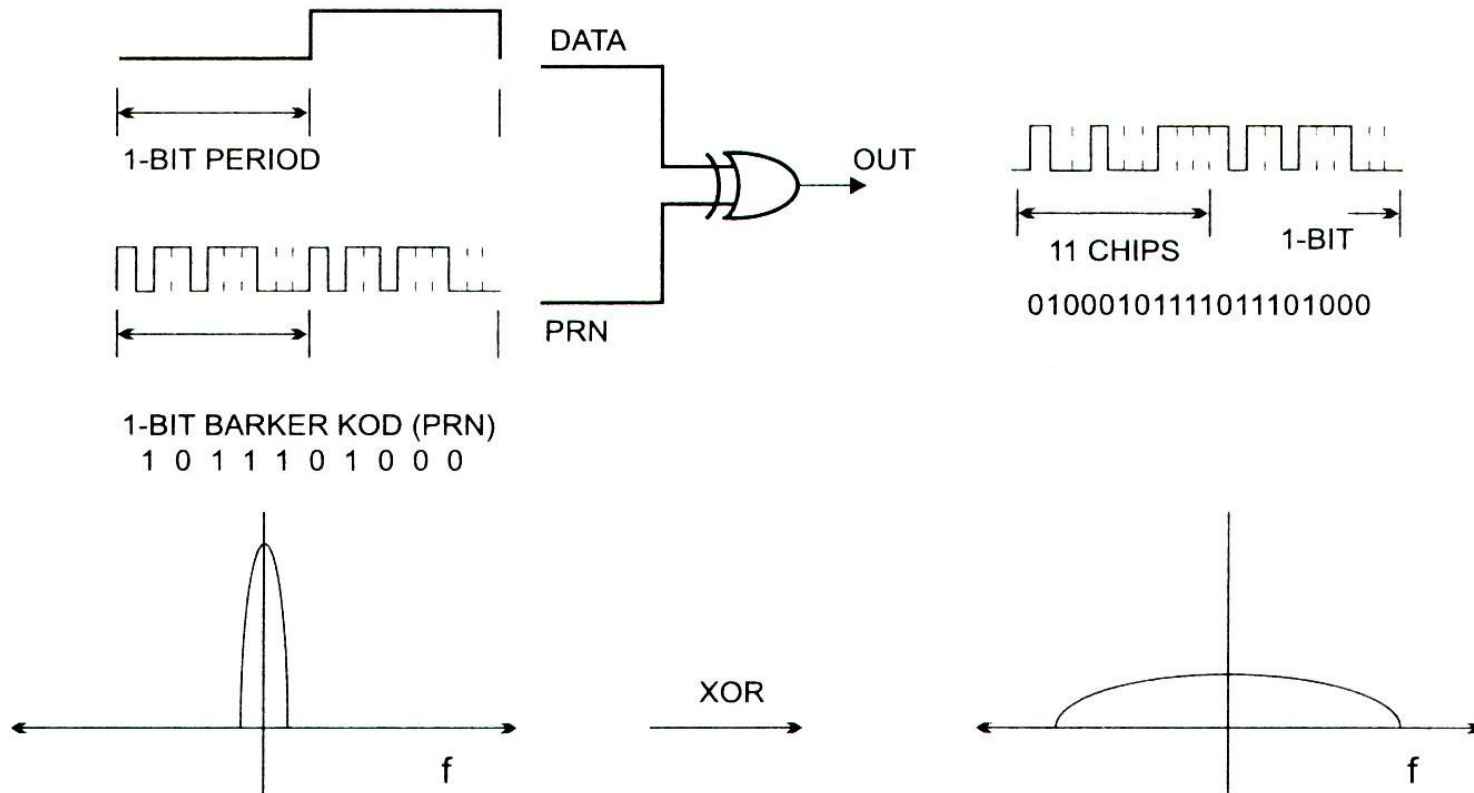 DATA
1-BIT PERIOD
OUT
11 CHIPS
1-BIT
PRN
01000101111011101000
1-BIT BARKER KOD (PRN)
1 0 1 1 1 0 1 0 0 0
XOR
f
f